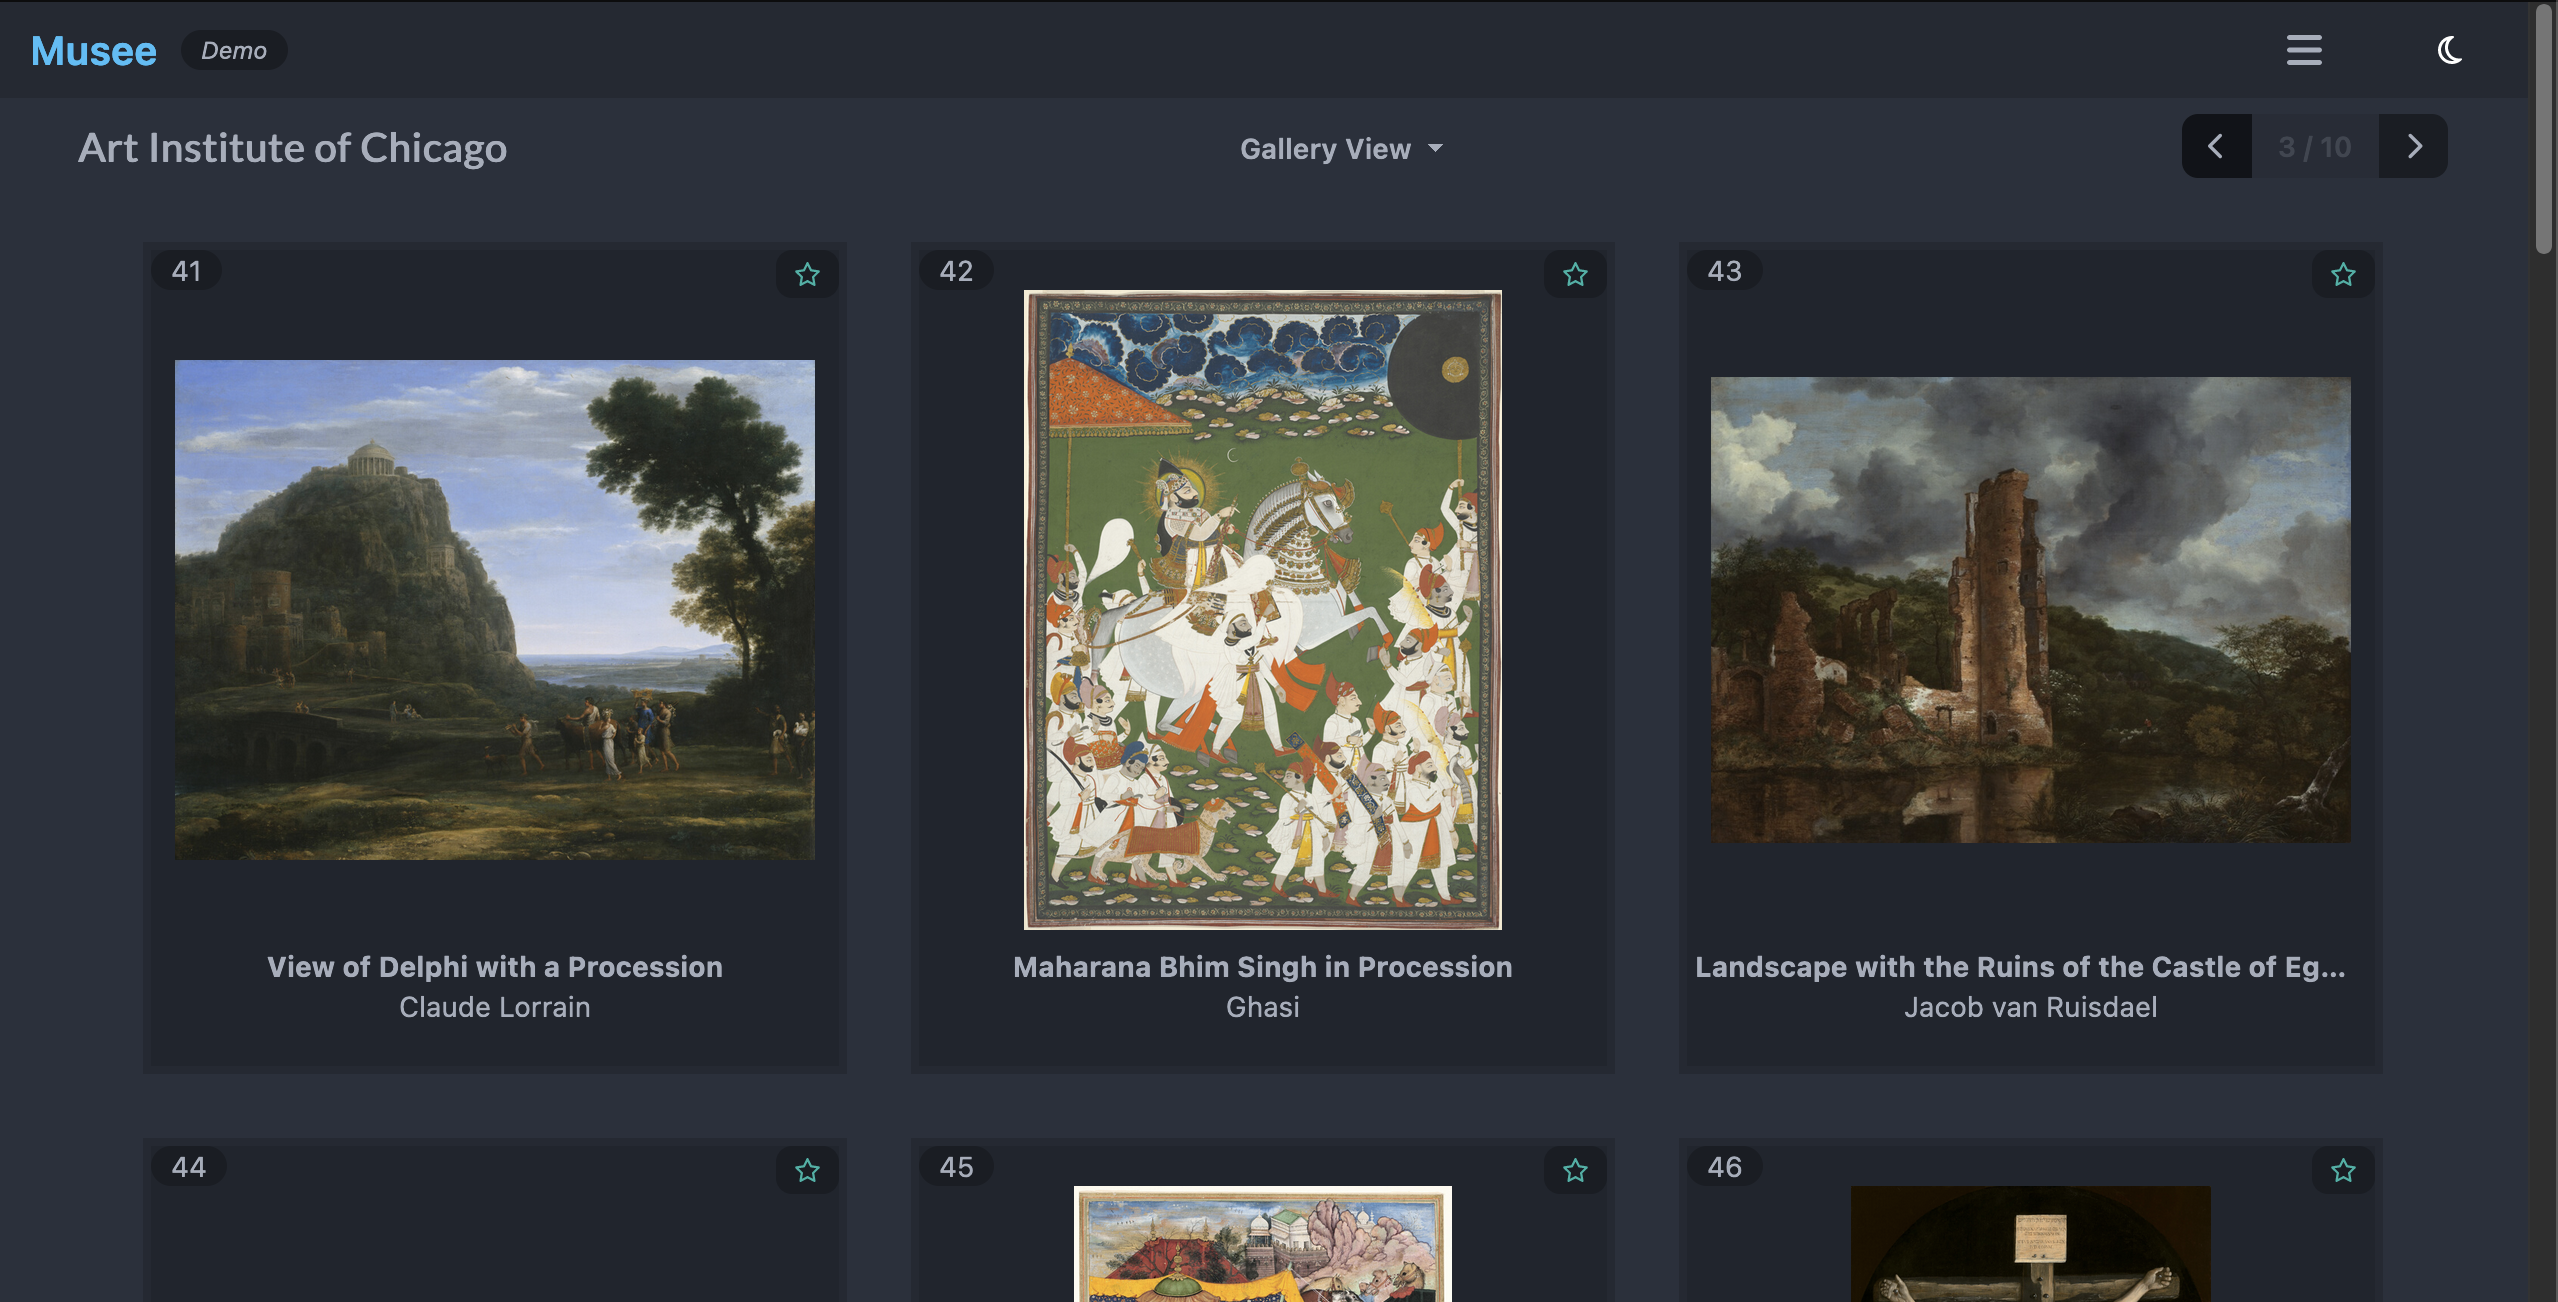 Musee
Demo
Art Institute of Chicago
Gallery View
3 / 10
41
42
43
View of Delphi with a Procession
Claude Lorrain
Maharana Bhim Singh in Procession
Ghasi
Landscape with the Ruins of the Castle of Eg...
Jacob van Ruisdael
44
45
46